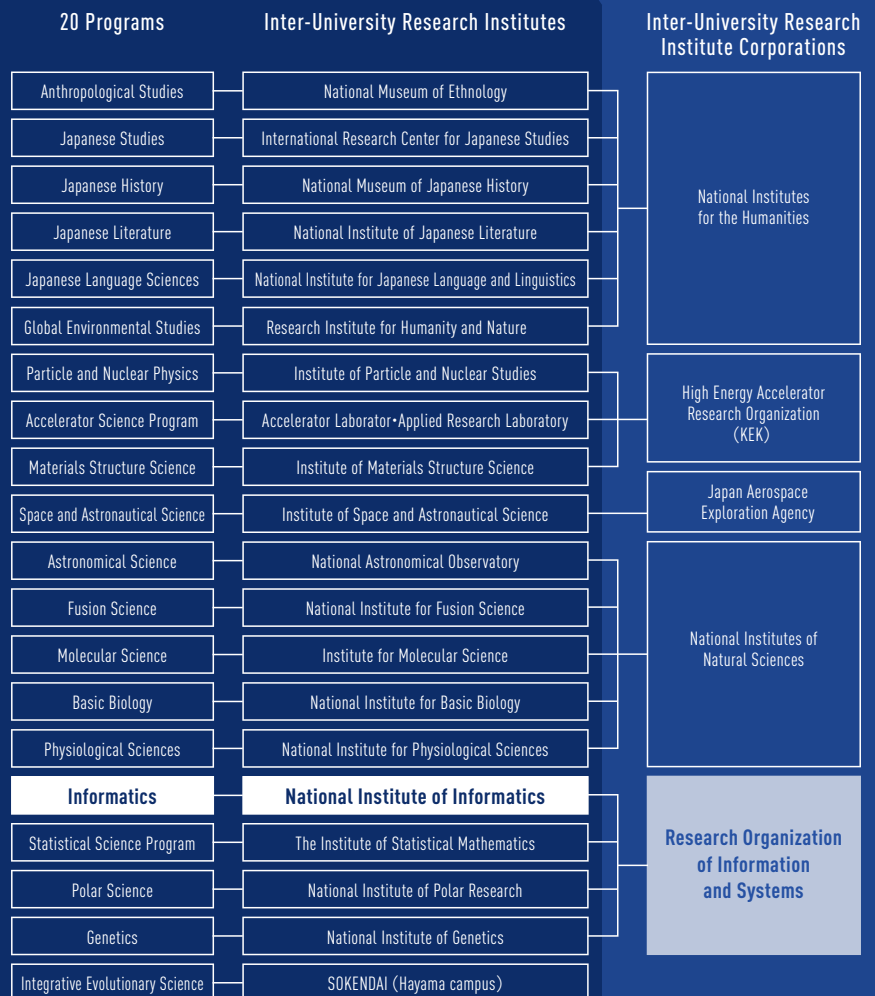 20 Programs
Inter-University Research Institutes
Inter-University Research
Institute Corporations
Anthropological Studies
National Museum of Ethnology
Japanese Studies
International Research Center for Japanese Studies
Japanese History
National Museum of Japanese History
Japanese Literature
National Institute of Japanese Literature
Japanese Language Sciences
National Institute for Japanese Language and Linguistics
Global Environmental Studies
Research Institute for Humanity and Nature
National Institutes
for the Humanities
Particle and Nuclear Physics
Institute of Particle and Nuclear Studies
Accelerator Science Program
Accelerator Laborator•Applied Research Laboratory
Materials Structure Science
Institute of Materials Structure Science
High Energy Accelerator
Research Organization
(KEK)
Space and Astronautical Science
Institute of Space and Astronautical Science
Japan Aerospace
Exploration Agency
Astronomical Science
National Astronomical Observatory
Fusion Science
National Institute for Fusion Science
Molecular Science
Institute for Molecular Science
Basic Biology
National Institute for Basic Biology
Physiological Sciences
National Institute for Physiological Sciences
National Institutes of
Natural Sciences
Informatics
National Institute of Informatics
Statistical Science Program
The Institute of Statistical Mathematics
Polar Science
National Institute of Polar Research
Genetics
National Institute of Genetics
Research Organization
of Information
and Systems
Integrative Evolutionary Science
SOKENDAI (Hayama campus)